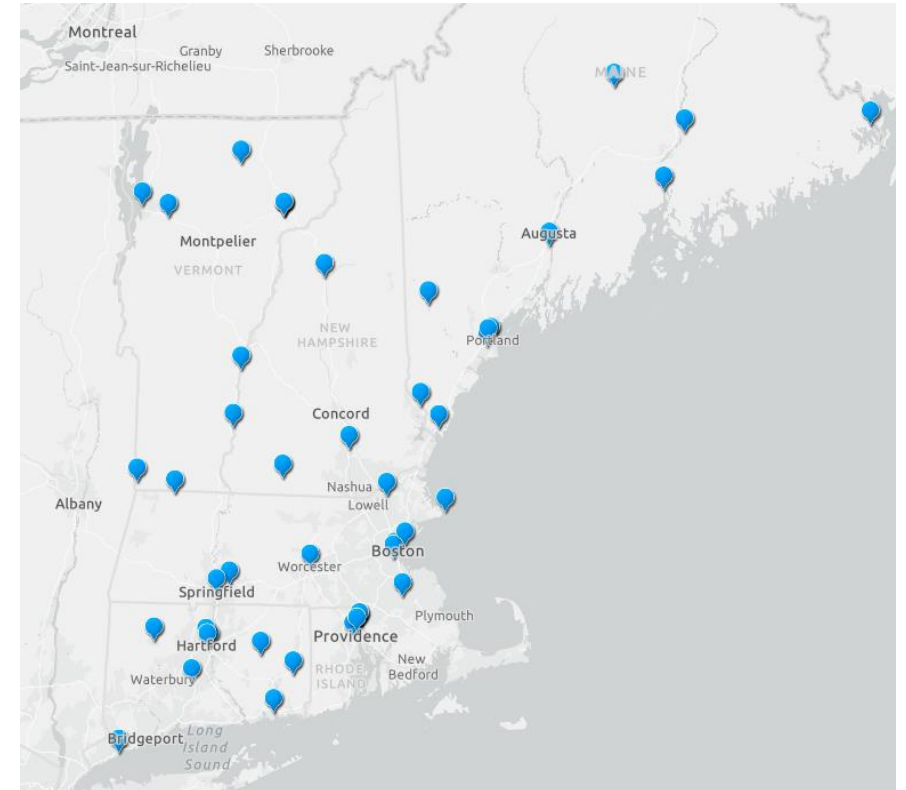 Montreal
Granby
Sherbrooke
Saint-Jean-sur-Richelieu
MAINE
Montpelier
Augusta
VERMONT
NEW
HAMPSHIRE
Portland
Concord
Nashua
Albany
Lowell
Boston
Worcester
Springfield
Plymouth
Providence
Hartford
New
Bedford
RHODE
ISLAND
Waterbury
Bridgeport
Long
Island
Sound